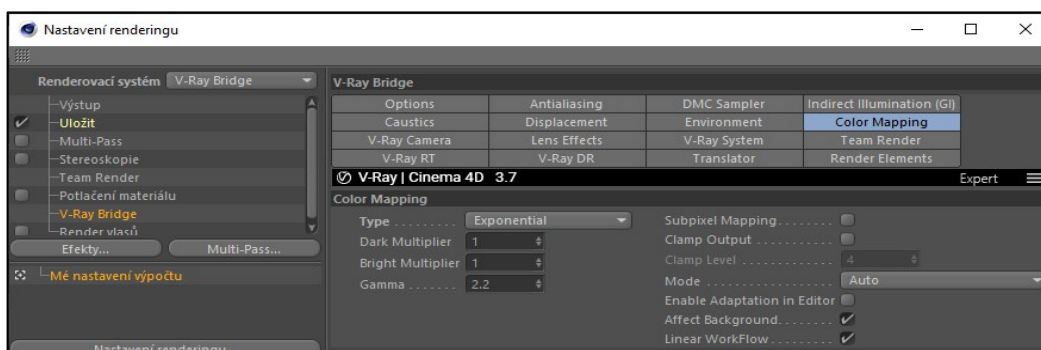 Nastavení renderingu
Renderovací systém V-Ray Bridge
Výstup
Uložit
Multi-Pass
Stereoskopie
Team Render
Potlačení materiálu
V-Ray Bridge
Render vlasů
Efekty... Multi-Pass...
Mé nastavení výpočtu
Nastavení renderingu...
V-Ray Bridge
Options Antialiasing DMC Sampler Indirect Illumination (GI)
Caustics Displacement Environment Color Mapping
V-Ray Camera Lens Effects V-Ray System Team Render
V-Ray RT V-Ray DR Translator Render Elements
V-Ray | Cinema 4D 3.7 Expert
Color Mapping
Type Exponential
Dark Multiplier 1
Bright Multiplier 1
Gamma 2.2
Subpixel Mapping
Clamp Output
Clamp Level 4
Mode Auto
Enable Adaptation in Editor
Affect Background
Linear WorkFlow